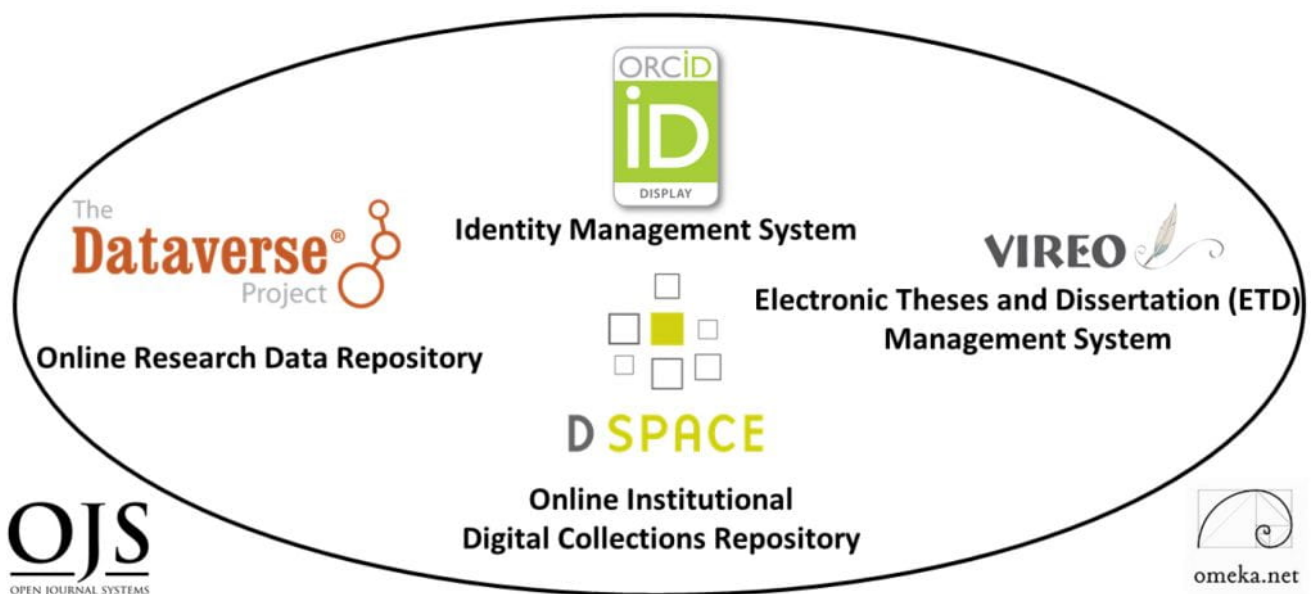 ORCID
iD
DISPLAY
Identity Management System
The
Dataverse®
Project
Online Research Data Repository
VIREO
Electronic Theses and Dissertation (ETD)
Management System
D SPACE
Online Institutional
Digital Collections Repository
OJS
OPEN JOURNAL SYSTEMS
omeka.net